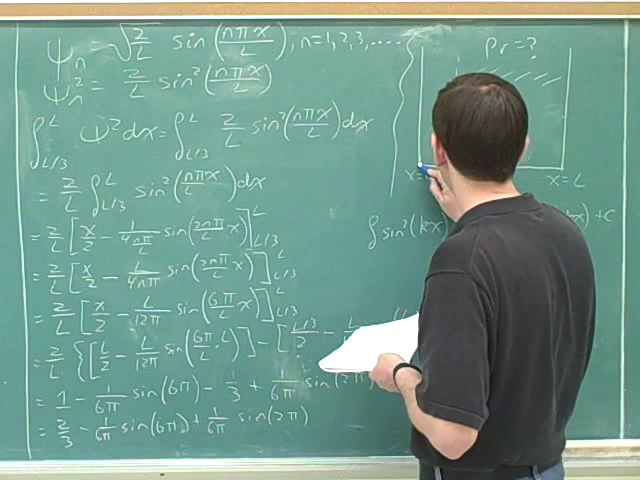 ψₙ = √(2/L) sin(nπx/L), n=1,2,3,.....
ψₙ² = 2/L sin²(nπx/L)
∫_{L/3}^{L} ψ²dx = ∫_{L/3}^{L} 2/L sin²(nπx/L)dx
= 2/L ∫_{L/3}^{L} sin²(nπx/L)dx
= 2/L [x/2 - 1/(4nπ/L) sin(2nπ/L x)]_{L/3}^{L}
= 2/L [x/2 - L/4nπ sin(2nπ/L x)]_{L/3}^{L}
= 2/L [x/2 - L/12π sin(6π/L x)]_{L/3}^{L}
= 2/L {[L/2 - L/12π sin(6π/L · L)] - [(L/3)/2 - L/
= 1 - 1/6π sin(6π) - 1/3 + 1/6π sin(2π)
= 2/3 - 1/6π sin(6π) + 1/6π sin(2π)
Pr=?
x= x=L
∫sin²(kx) x) + C